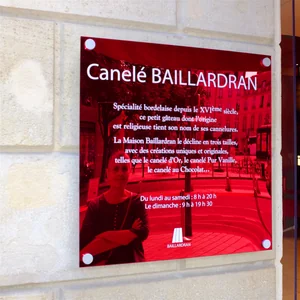 Canelé BAILLARDRAN
Spécialité bordelaise depuis le XVIème siècle,
ce petit gâteau dont l'origine
est religieuse tient son nom de ses cannelures.
La Maison Baillardran le décline en trois tailles,
avec des créations uniques et originales,
telles que le canelé d'Or, le canelé Pur Vanille,
le canelé au Chocolat...
Du lundi au samedi : 8 h à 20 h
Le dimanche : 9 h à 19 h 30
BAILLARDRAN